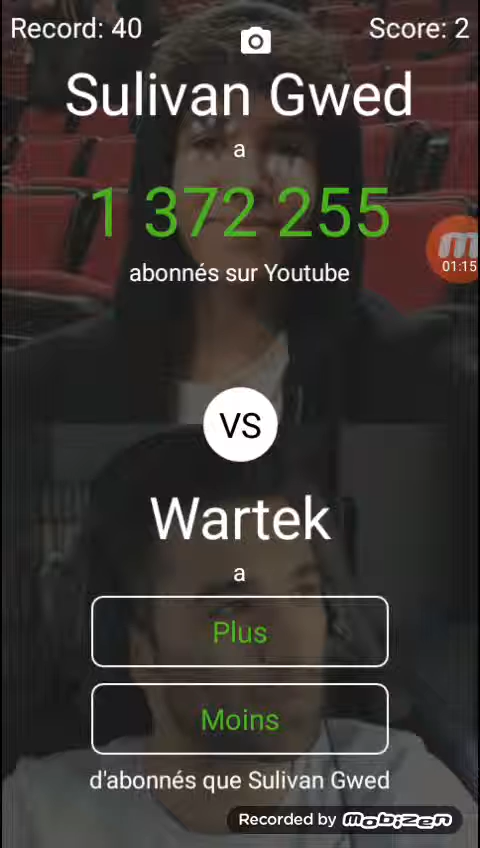 Record: 40
Score: 2
Sulivan Gwed
a
1 372 255
abonnés sur Youtube
01:15
VS
Wartek
a
Plus
Moins
d'abonnés que Sulivan Gwed
Recorded by mobizen